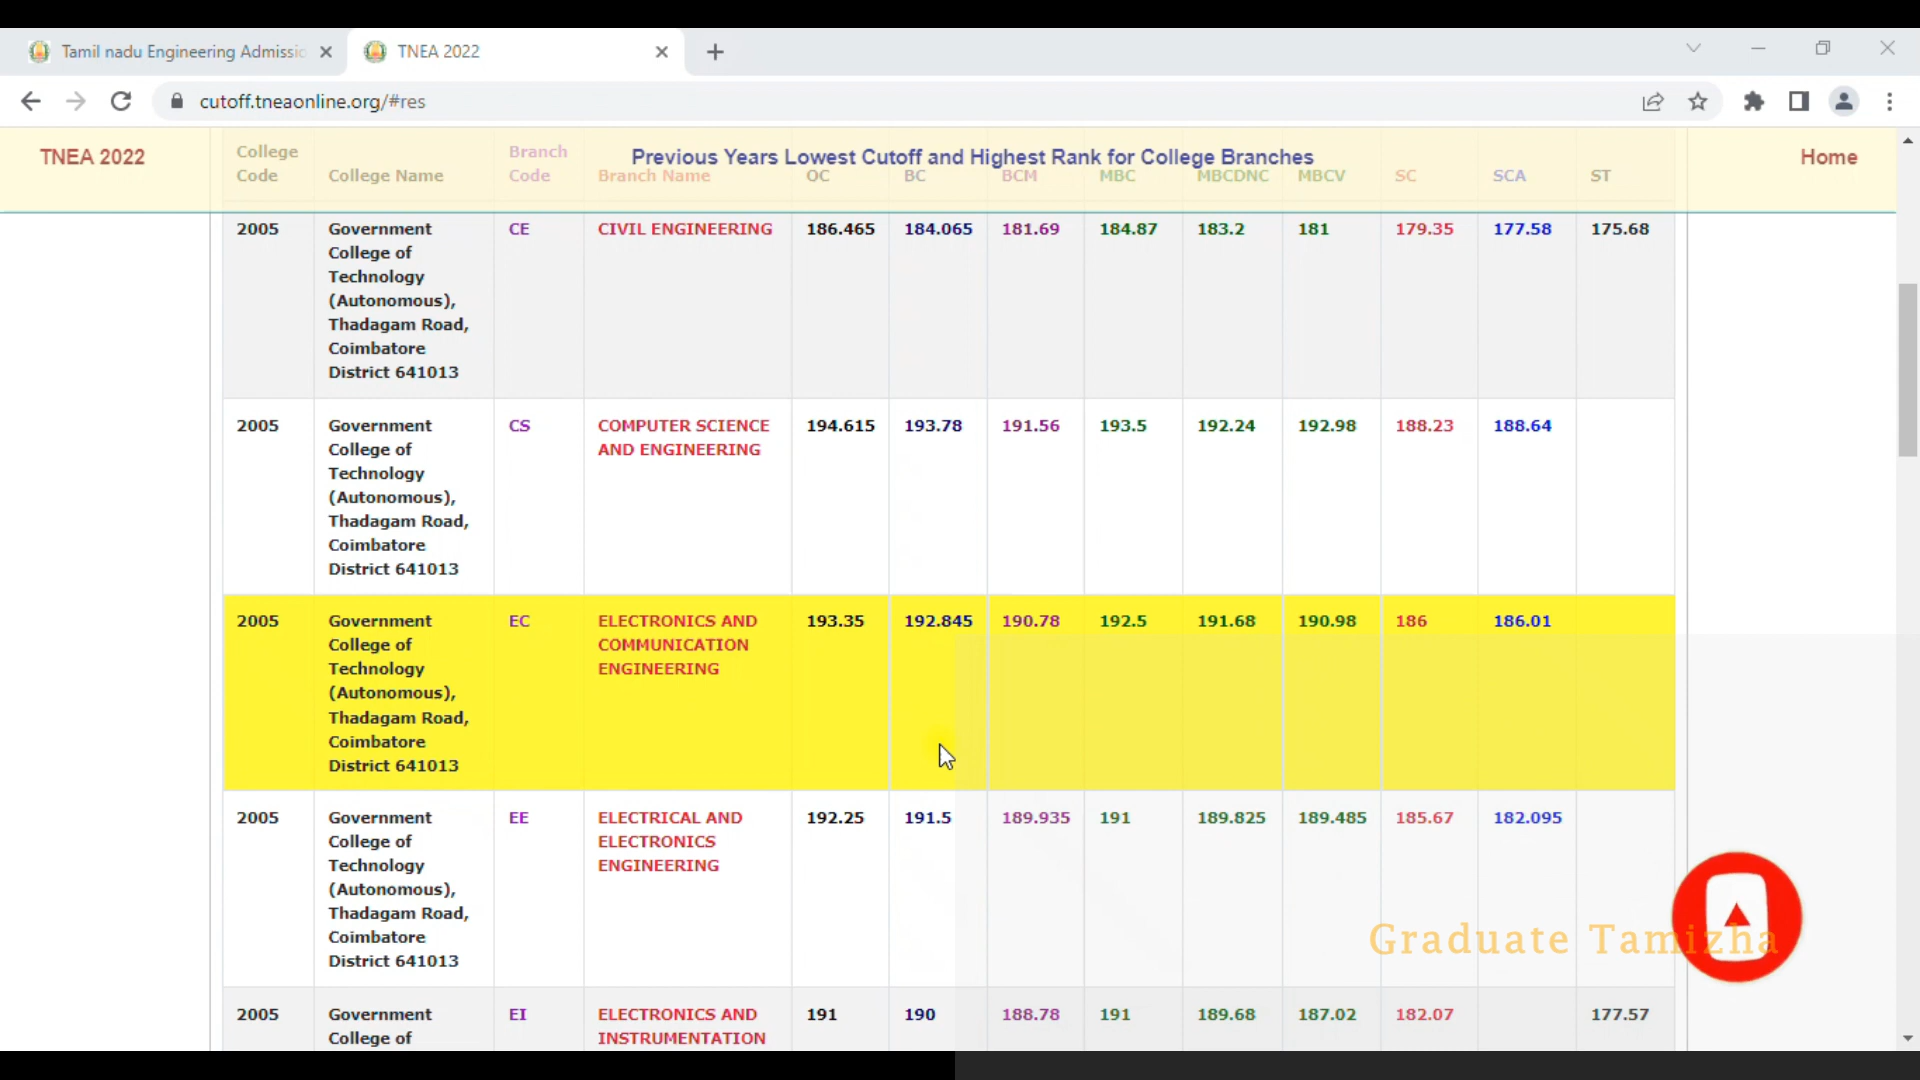 Tamil nadu Engineering Admissio
TNEA 2022
cutoff.tneaonline.org/#res
TNEA 2022
Previous Years Lowest Cutoff and Highest Rank for College Branches
Home
College Code College Name Branch Code Branch Name OC BC BCM MBC MBCDNC MBCV SC SCA ST
2005 Government CE CIVIL ENGINEERING 186.465 184.065 181.69 184.87 183.2 181 179.35 177.58 175.68
College of
Technology
(Autonomous),
Thadagam Road,
Coimbatore
District 641013
2005 Government CS COMPUTER SCIENCE 194.615 193.78 191.56 193.5 192.24 192.98 188.23 188.64
College of AND ENGINEERING
Technology
(Autonomous),
Thadagam Road,
Coimbatore
District 641013
2005 Government EC ELECTRONICS AND 193.35 192.845 190.78 192.5 191.68 190.98 186 186.01
College of COMMUNICATION
Technology ENGINEERING
(Autonomous),
Thadagam Road,
Coimbatore
District 641013
2005 Government EE ELECTRICAL AND 192.25 191.5 189.935 191 189.825 189.485 185.67 182.095
College of ELECTRONICS
Technology ENGINEERING
(Autonomous),
Thadagam Road,
Coimbatore
District 641013
Graduate Tamizha
2005 Government EI ELECTRONICS AND 191 190 188.78 191 189.68 187.02 182.07 177.57
College of INSTRUMENTATION